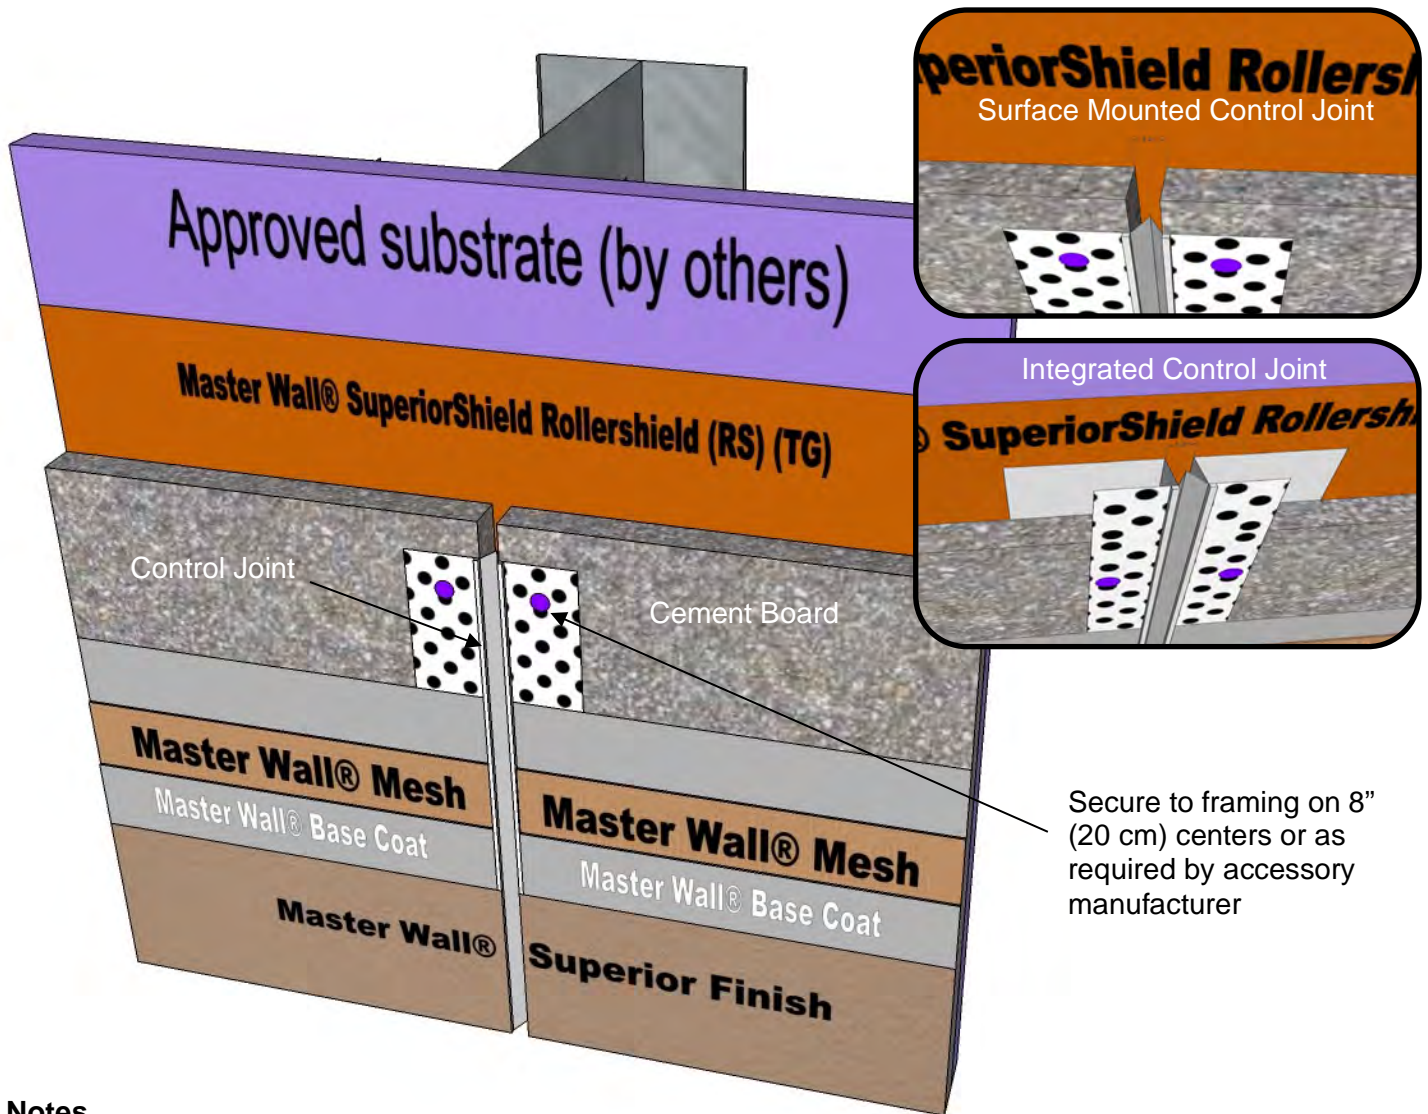 periorShield Rollersh
Surface Mounted Control Joint
Approved substrate (by others)
Master Wall® SuperiorShield Rollershield (RS) (TG)
Integrated Control Joint
® SuperiorShield Rollersh
Control Joint
Cement Board
Master Wall® Mesh
Master Wall® Base Coat
Master Wall® Mesh
Master Wall® Base Coat
Secure to framing on 8”
(20 cm) centers or as
required by accessory
manufacturer
Master Wall® Superior Finish
Notes